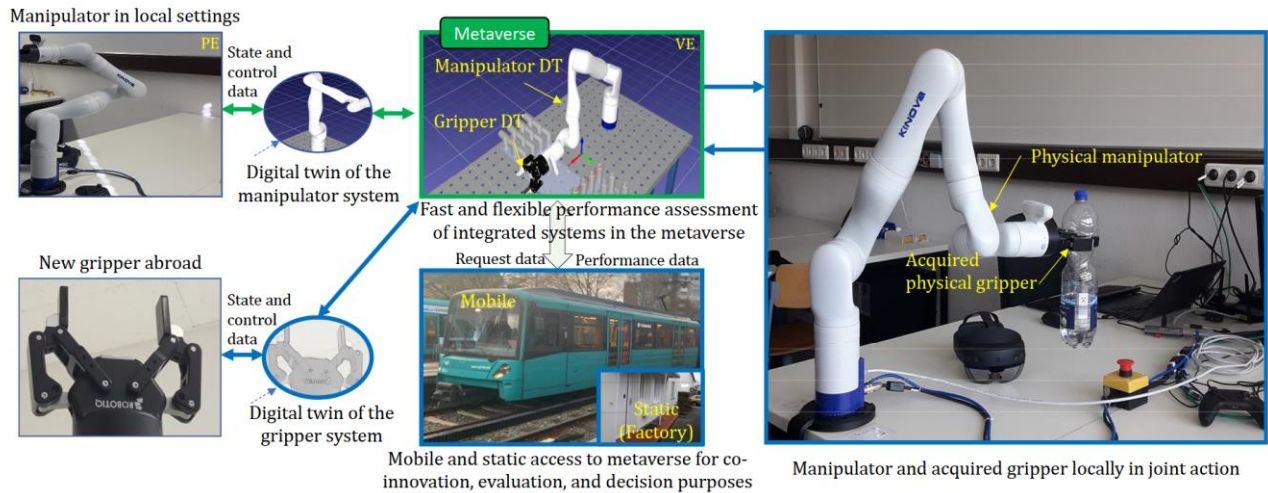 Manipulator in local settings
PE
State and
control
data
KINOVA
Digital twin of the
manipulator system
Metaverse
VE
Manipulator DT
Gripper DT
Fast and flexible performance assessment
of integrated systems in the metaverse
Request data
Performance data
New gripper abroad
State and
control
data
ROBOTIQ
Digital twin of the
gripper system
Mobile
Static
(Factory)
Mobile and static access to metaverse for co-
innovation, evaluation, and decision purposes
KINOVA
Physical manipulator
Acquired
physical gripper
Manipulator and acquired gripper locally in joint action